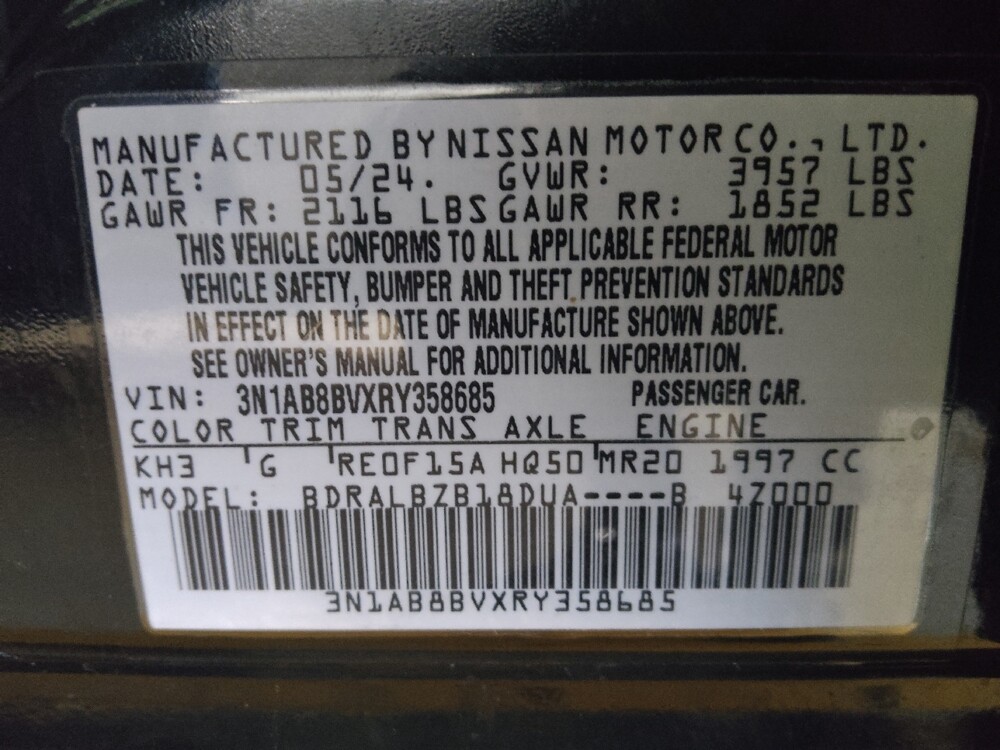 MANUFACTURED BY NISSAN MOTOR CO., LTD.
DATE: 05/24. GVWR: 3957 LBS
GAWR FR: 2116 LBS GAWR RR: 1852 LBS
THIS VEHICLE CONFORMS TO ALL APPLICABLE FEDERAL MOTOR
VEHICLE SAFETY, BUMPER AND THEFT PREVENTION STANDARDS
IN EFFECT ON THE DATE OF MANUFACTURE SHOWN ABOVE.
SEE OWNER'S MANUAL FOR ADDITIONAL INFORMATION.
VIN: 3N1AB8BVXRY358685 PASSENGER CAR.
COLOR TRIM TRANS AXLE ENGINE
KH3 G RE0F15A HQ50 MR20 1997 CC
MODEL: BDRALBZB18DUA----B 4Z000
3N1AB8BVXRY358685